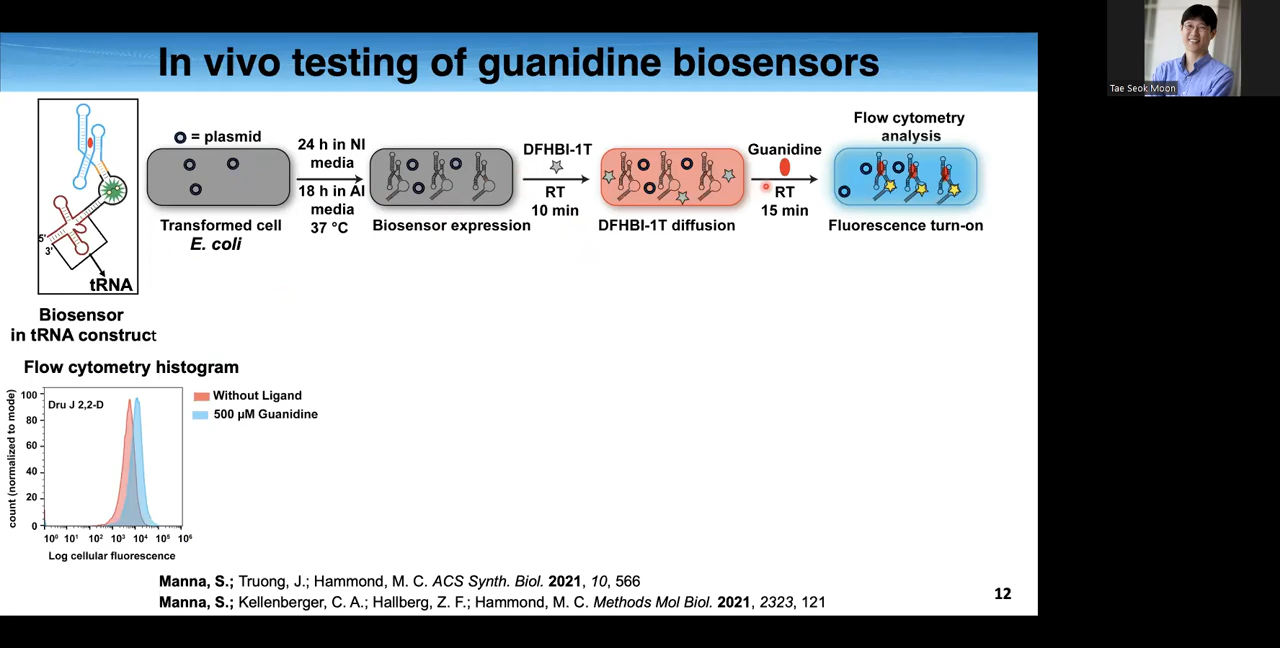 In vivo testing of guanidine biosensors
Tae Seok Moon
= plasmid
Transformed cell
E. coli
24 h in NI
media
18 h in AI
media
37 °C
Biosensor expression
DFHBI-1T
RT
10 min
DFHBI-1T diffusion
Guanidine
RT
15 min
Flow cytometry
analysis
Fluorescence turn-on
5'
3'
tRNA
Biosensor
in tRNA construct
Flow cytometry histogram
count (normalized to mode)
100
80
60
40
20
0
Dru J 2,2-D
10⁰ 10¹ 10² 10³ 10⁴ 10⁵ 10⁶
Log cellular fluorescence
Without Ligand
500 µM Guanidine
Manna, S.; Truong, J.; Hammond, M. C. ACS Synth. Biol. 2021, 10, 566
Manna, S.; Kellenberger, C. A.; Hallberg, Z. F.; Hammond, M. C. Methods Mol Biol. 2021, 2323, 121
12